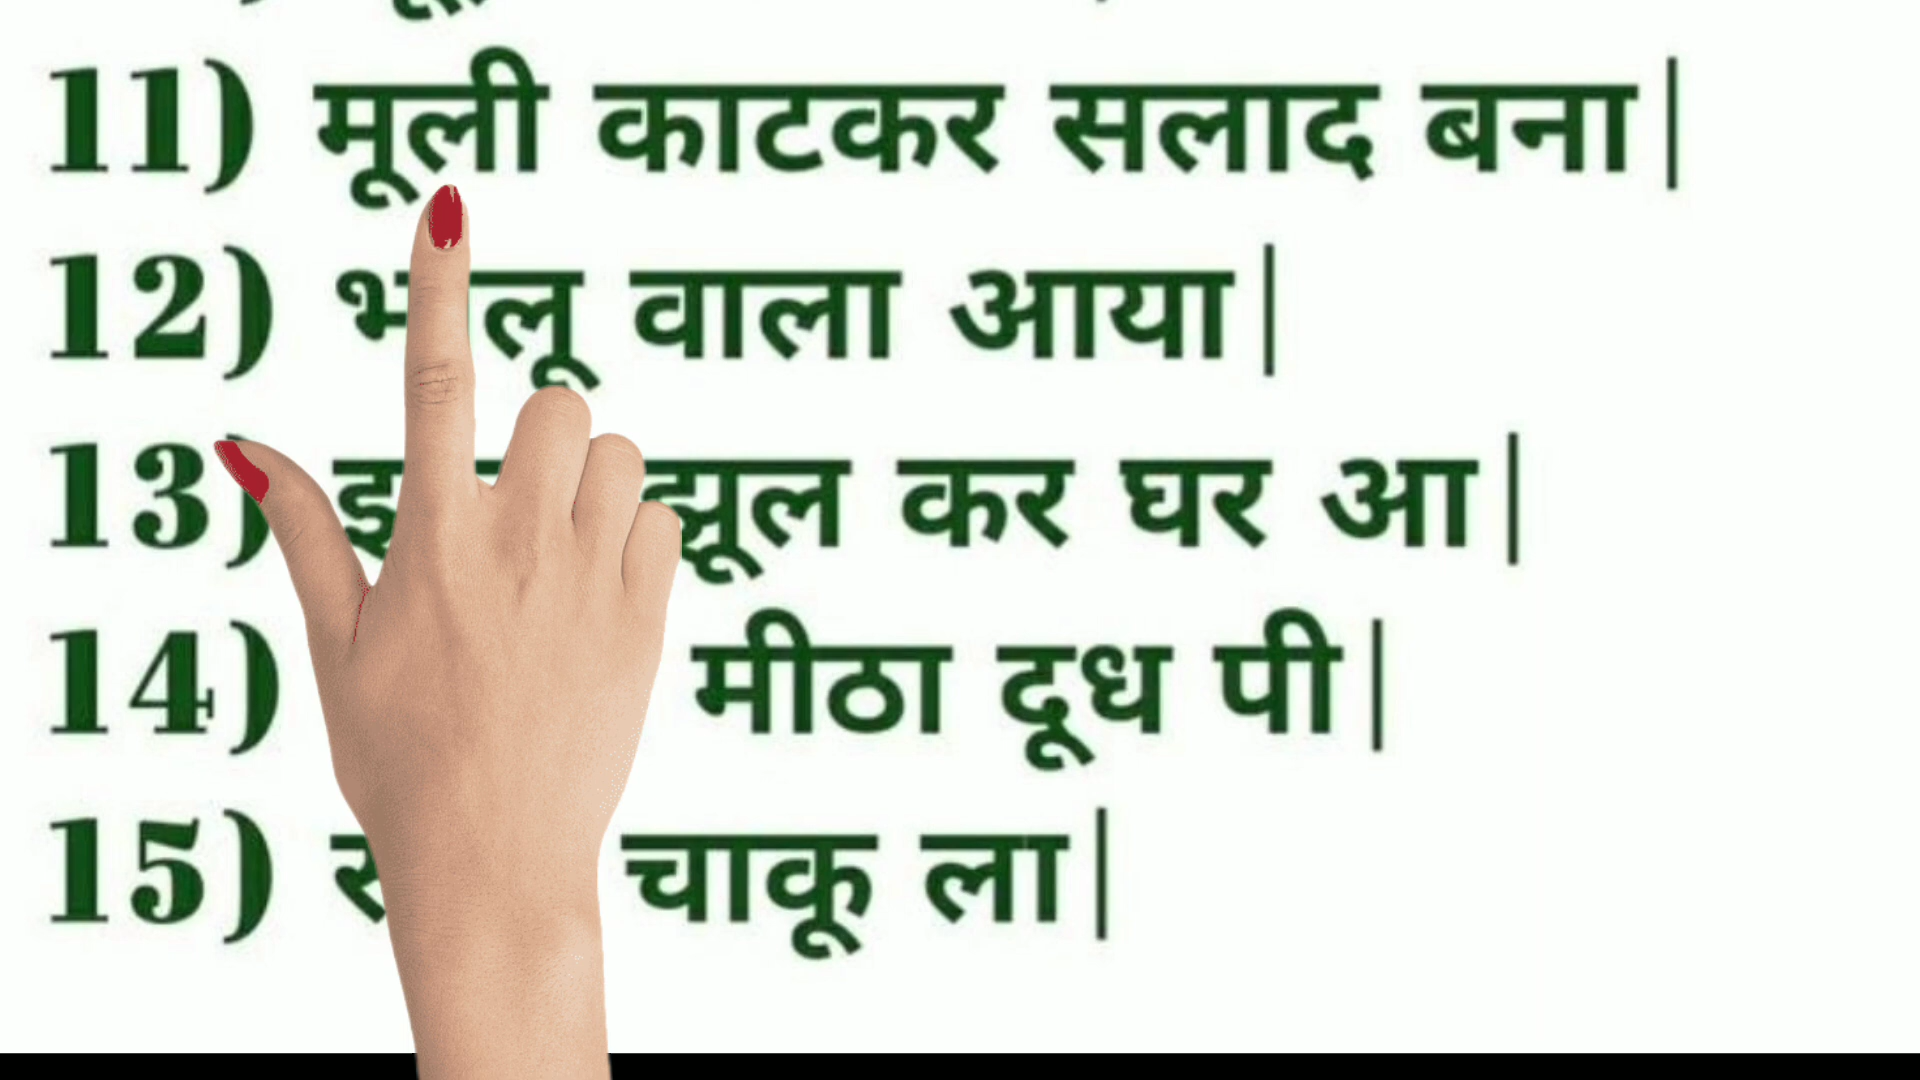 11) मूली काटकर सलाद बना|
12) भालू वाला आया|
13) झूल कर घर आ|
14) मीठा दूध पी|
15) चाकू ला|